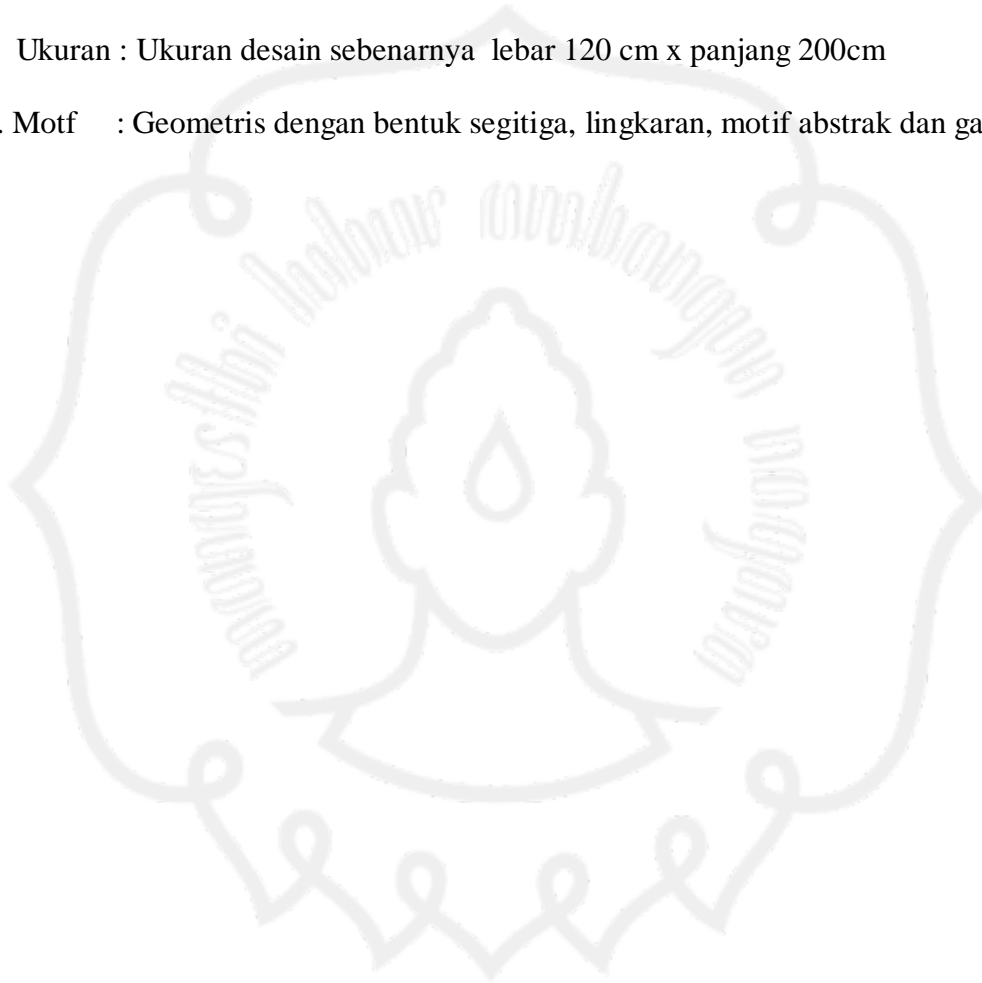 Ukuran : Ukuran desain sebenarnya lebar 120 cm x panjang 200cm
. Motf : Geometris dengan bentuk segitiga, lingkaran, motif abstrak dan ga